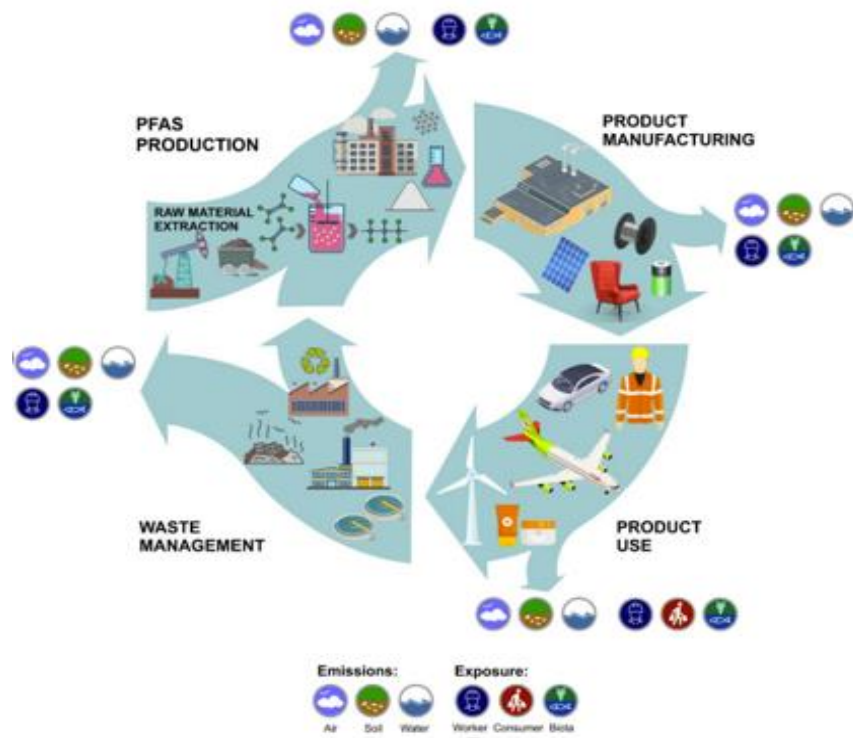 PFAS
PRODUCTION
PRODUCT
MANUFACTURING
RAW MATERIAL
EXTRACTION
WASTE
MANAGEMENT
PRODUCT
USE
Emissions: Exposure:
Air Soil Water Worker Consumer Biota